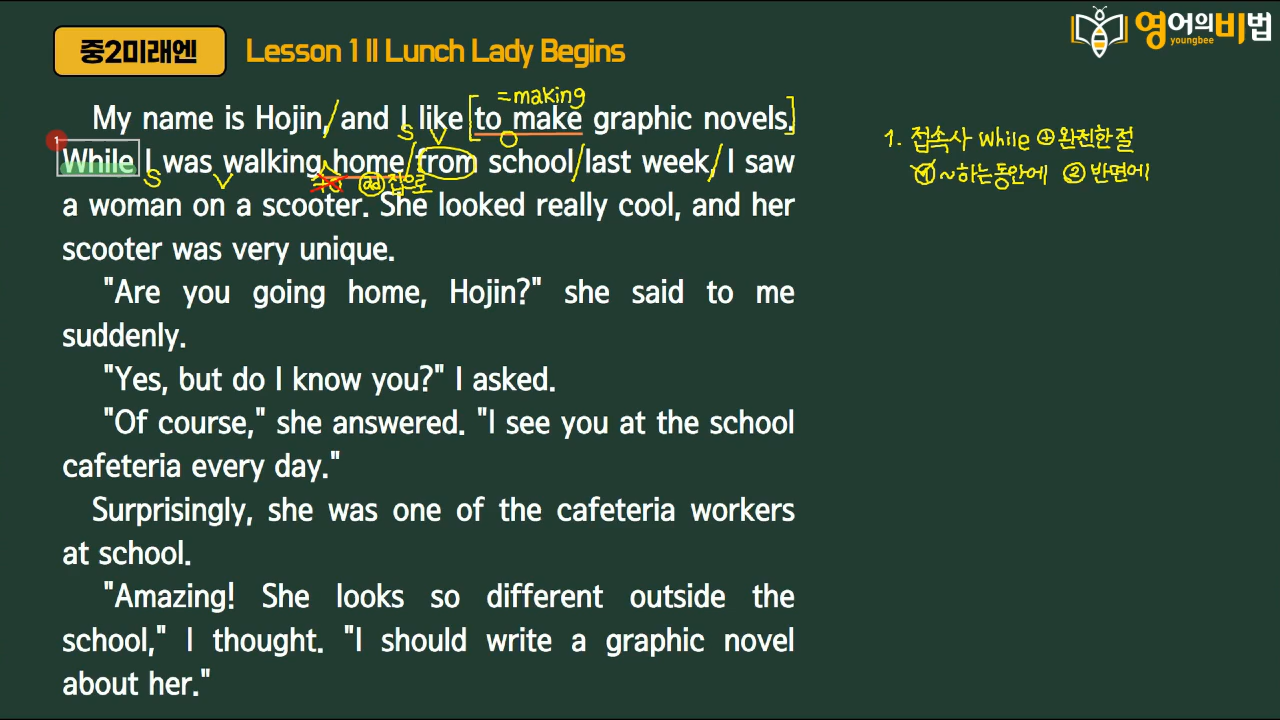 중2미래엔 Lesson 1 II Lunch Lady Begins
영어의비법
youngbee
=making
My name is Hojin, and I like to make graphic novels.
S V O
1
While I was walking home from school last week, I saw
S V 집으로
a woman on a scooter. She looked really cool, and her
scooter was very unique.
"Are you going home, Hojin?" she said to me
suddenly.
"Yes, but do I know you?" I asked.
"Of course," she answered. "I see you at the school
cafeteria every day."
Surprisingly, she was one of the cafeteria workers
at school.
"Amazing! She looks so different outside the
school," I thought. "I should write a graphic novel
about her."
1. 접속사 While + 완전한 절
① ~하는 동안에 ② 반면에